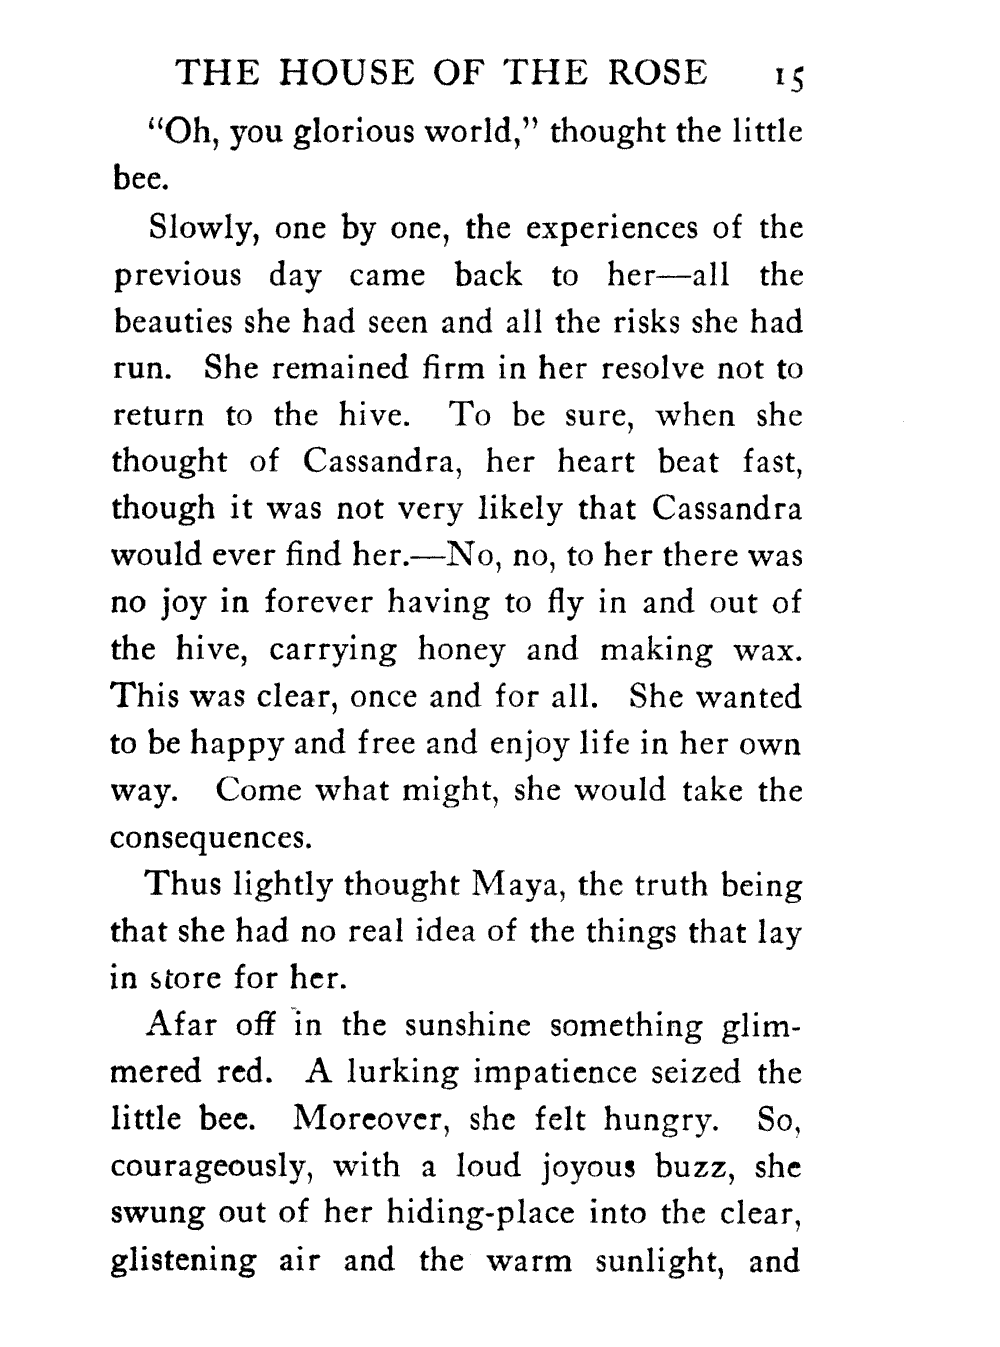 THE HOUSE OF THE ROSE 15
“Oh, you glorious world,” thought the little
bee.
Slowly, one by one, the experiences of the
previous day came back to her—all the
beauties she had seen and all the risks she had
run. She remained firm in her resolve not to
return to the hive. To be sure, when she
thought of Cassandra, her heart beat fast,
though it was not very likely that Cassandra
would ever find her.—No, no, to her there was
no joy in forever having to fly in and out of
the hive, carrying honey and making wax.
This was clear, once and for all. She wanted
to be happy and free and enjoy life in her own
way. Come what might, she would take the
consequences.
Thus lightly thought Maya, the truth being
that she had no real idea of the things that lay
in store for her.
Afar off in the sunshine something glim-
mered red. A lurking impatience seized the
little bee. Moreover, she felt hungry. So,
courageously, with a loud joyous buzz, she
swung out of her hiding-place into the clear,
glistening air and the warm sunlight, and